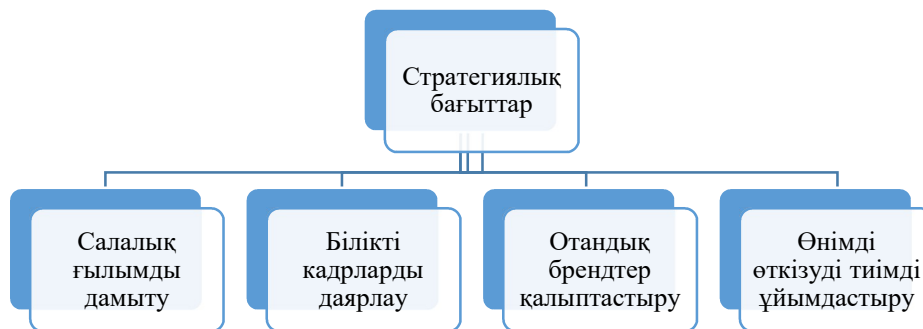 Стратегиялық
бағыттар
Салалық
ғылымды
дамыту
Білікті
кадрларды
даярлау
Отандық
брендтер
қалыптастыру
Өнімді
өткізуді тиімді
ұйымдастыру